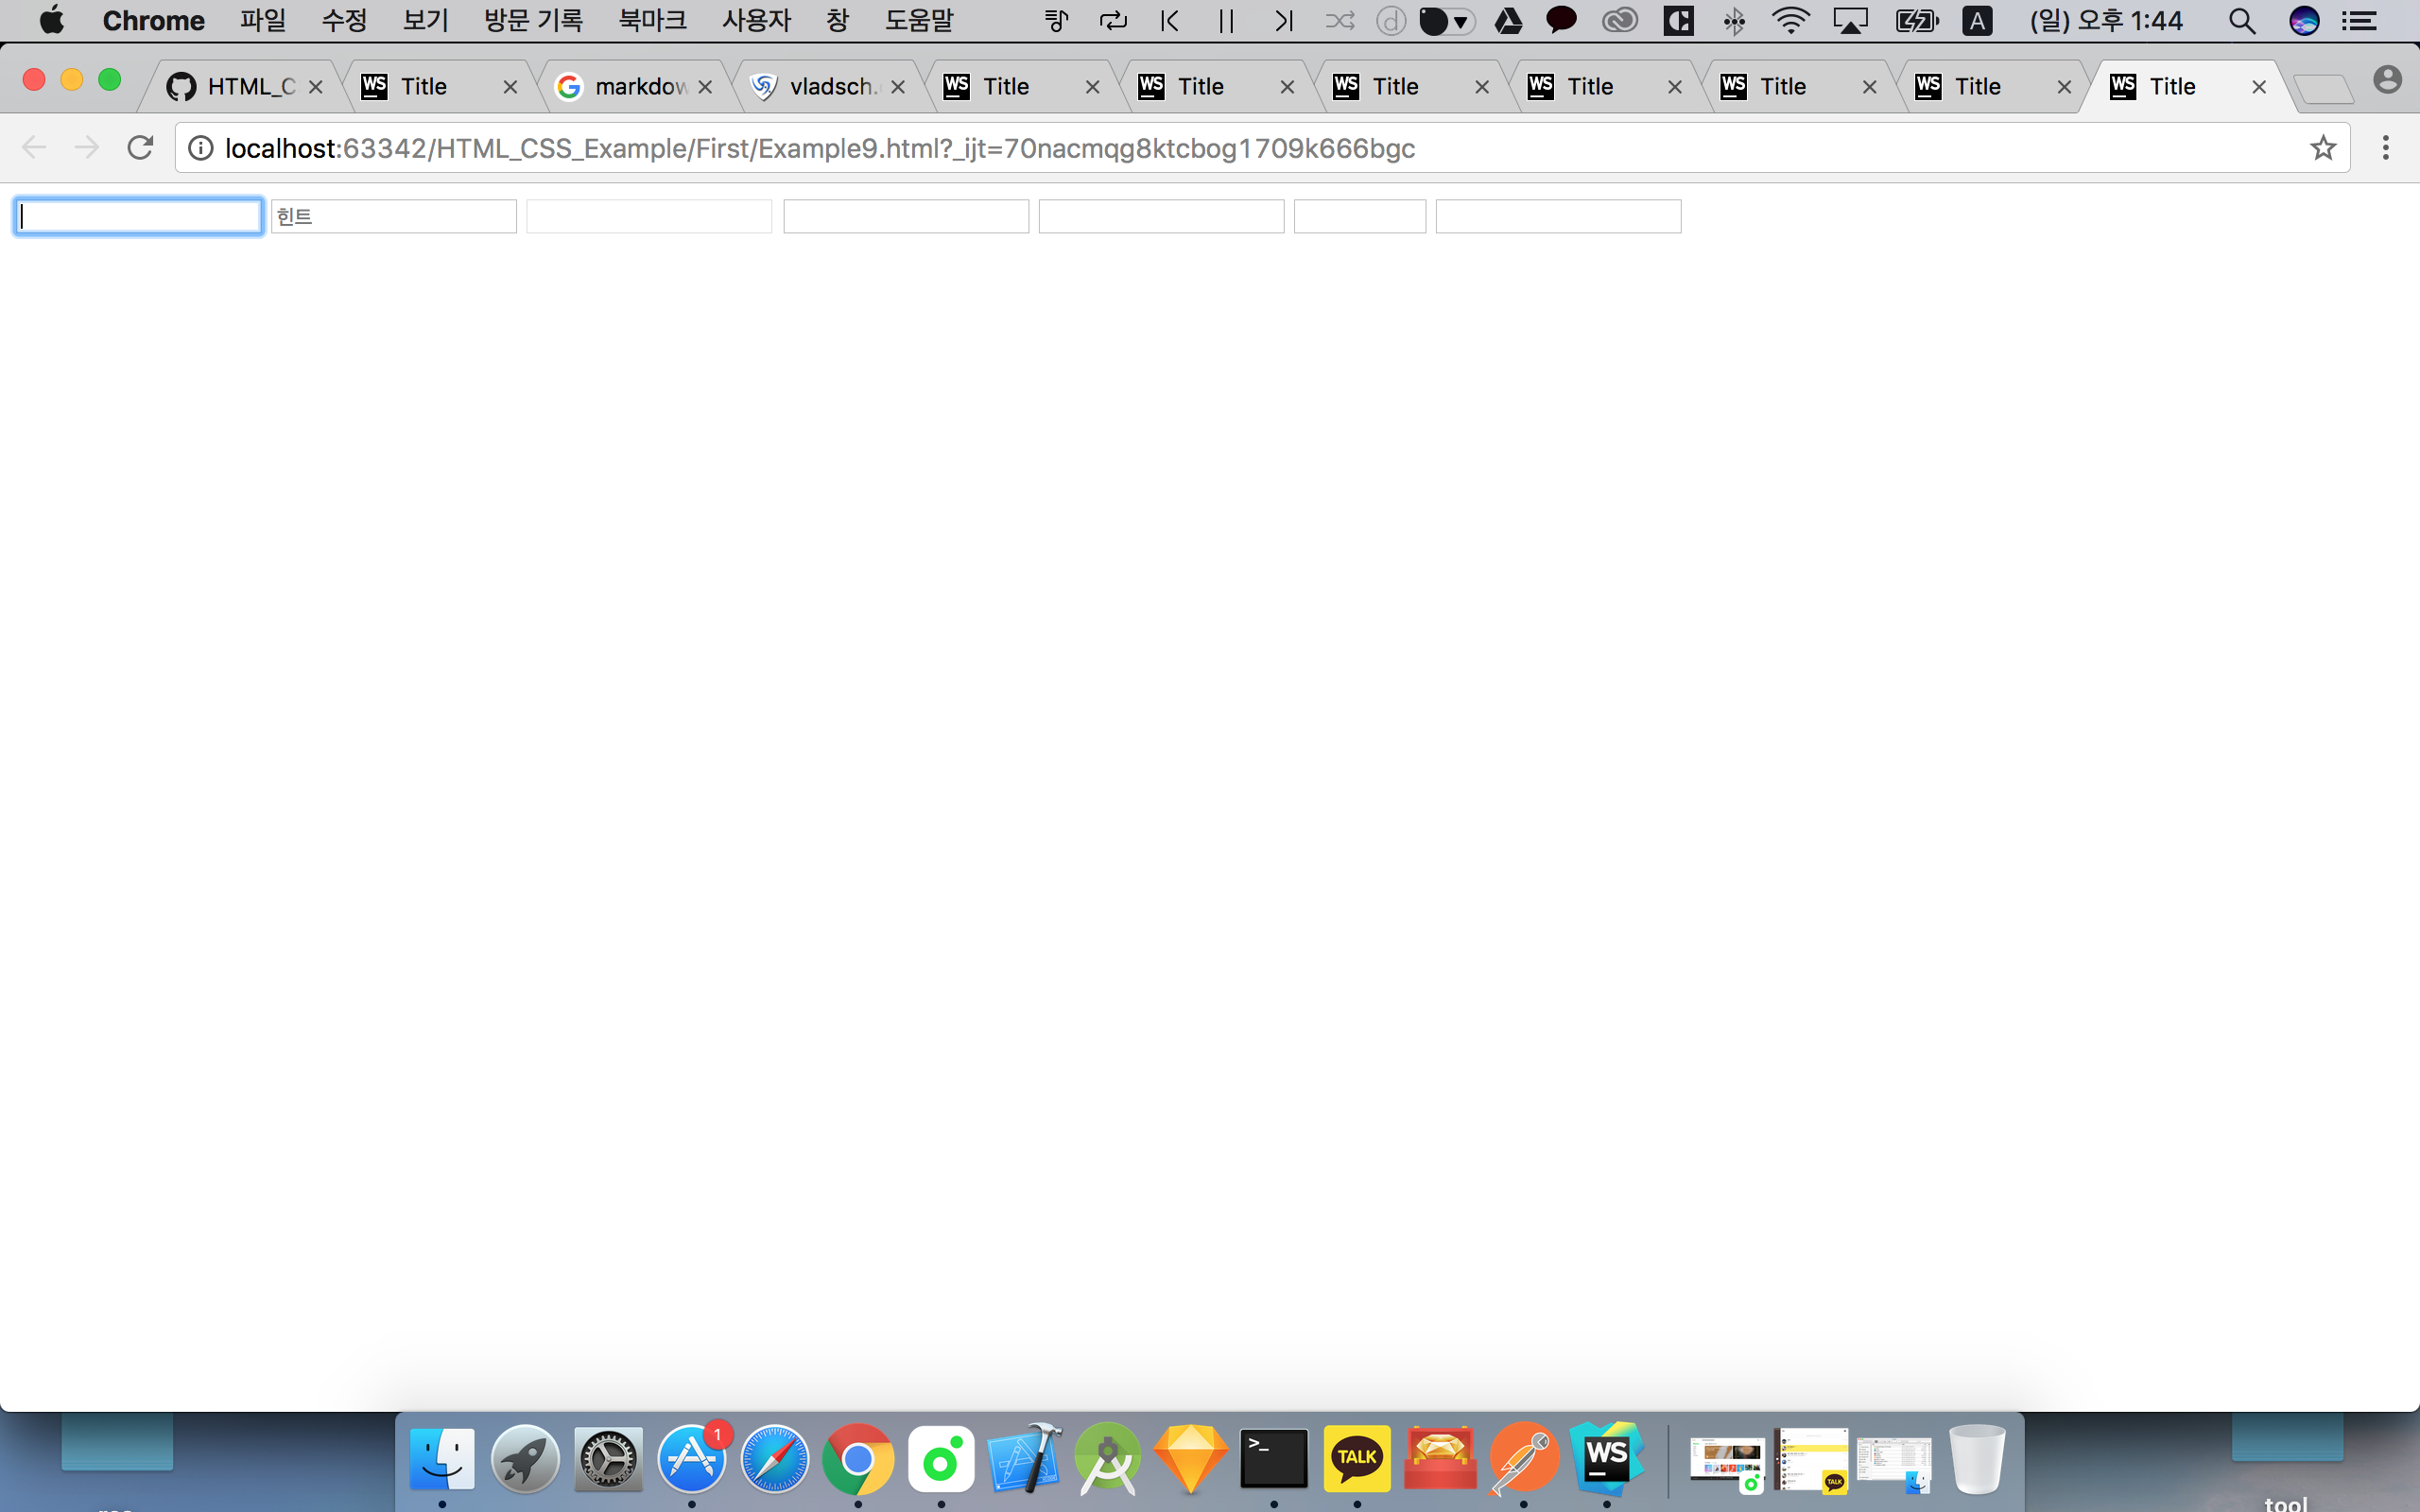 Chrome 파일 수정 보기 방문 기록 북마크 사용자 창 도움말 A (일) 오후 1:44
HTML_C Title markdow vladsch. Title Title Title Title Title Title Title
localhost:63342/HTML_CSS_Example/First/Example9.html?_ijt=70nacmqg8ktcbog1709k666bgc
힌트
1
>_ TALK WS
tool